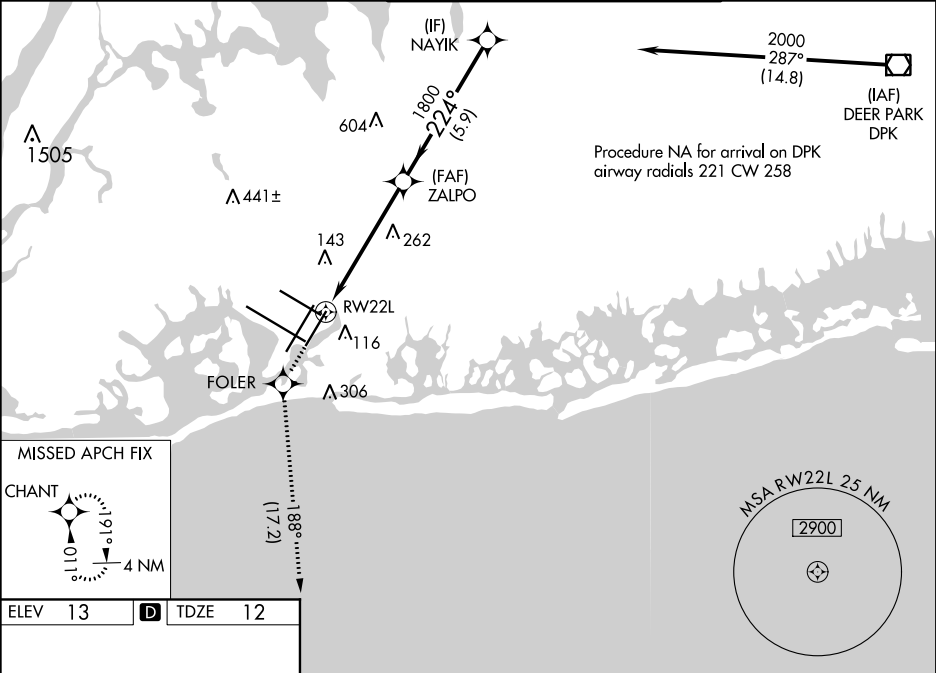 (IF)
NAYIK
1800
224°
(5.9)
2000
287°
(14.8)
(IAF)
DEER PARK
DPK
604
1505
Procedure NA for arrival on DPK
airway radials 221 CW 258
(FAF)
ZALPO
441±
143
262
RW22L
116
FOLER
306
MISSED APCH FIX
CHANT
191°
011°
4 NM
188°
(17.2)
MSA RW22L 25 NM
2900
ELEV 13 D TDZE 12